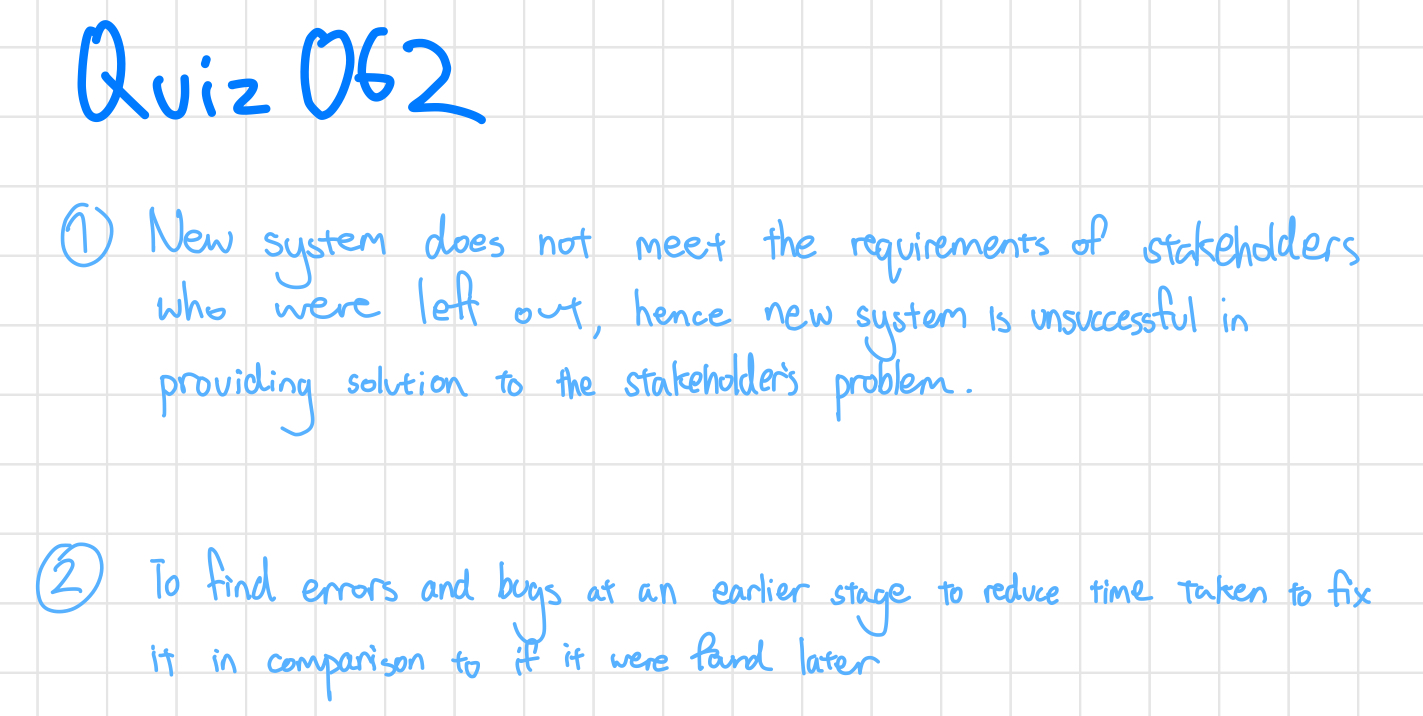 Quiz 062
① New system does not meet the requirements of stakeholders
who were left out, hence new system is unsuccessful in
providing solution to the stakeholder's problem.
② To find errors and bugs at an earlier stage to reduce time taken to fix
it in comparison to if it were found later